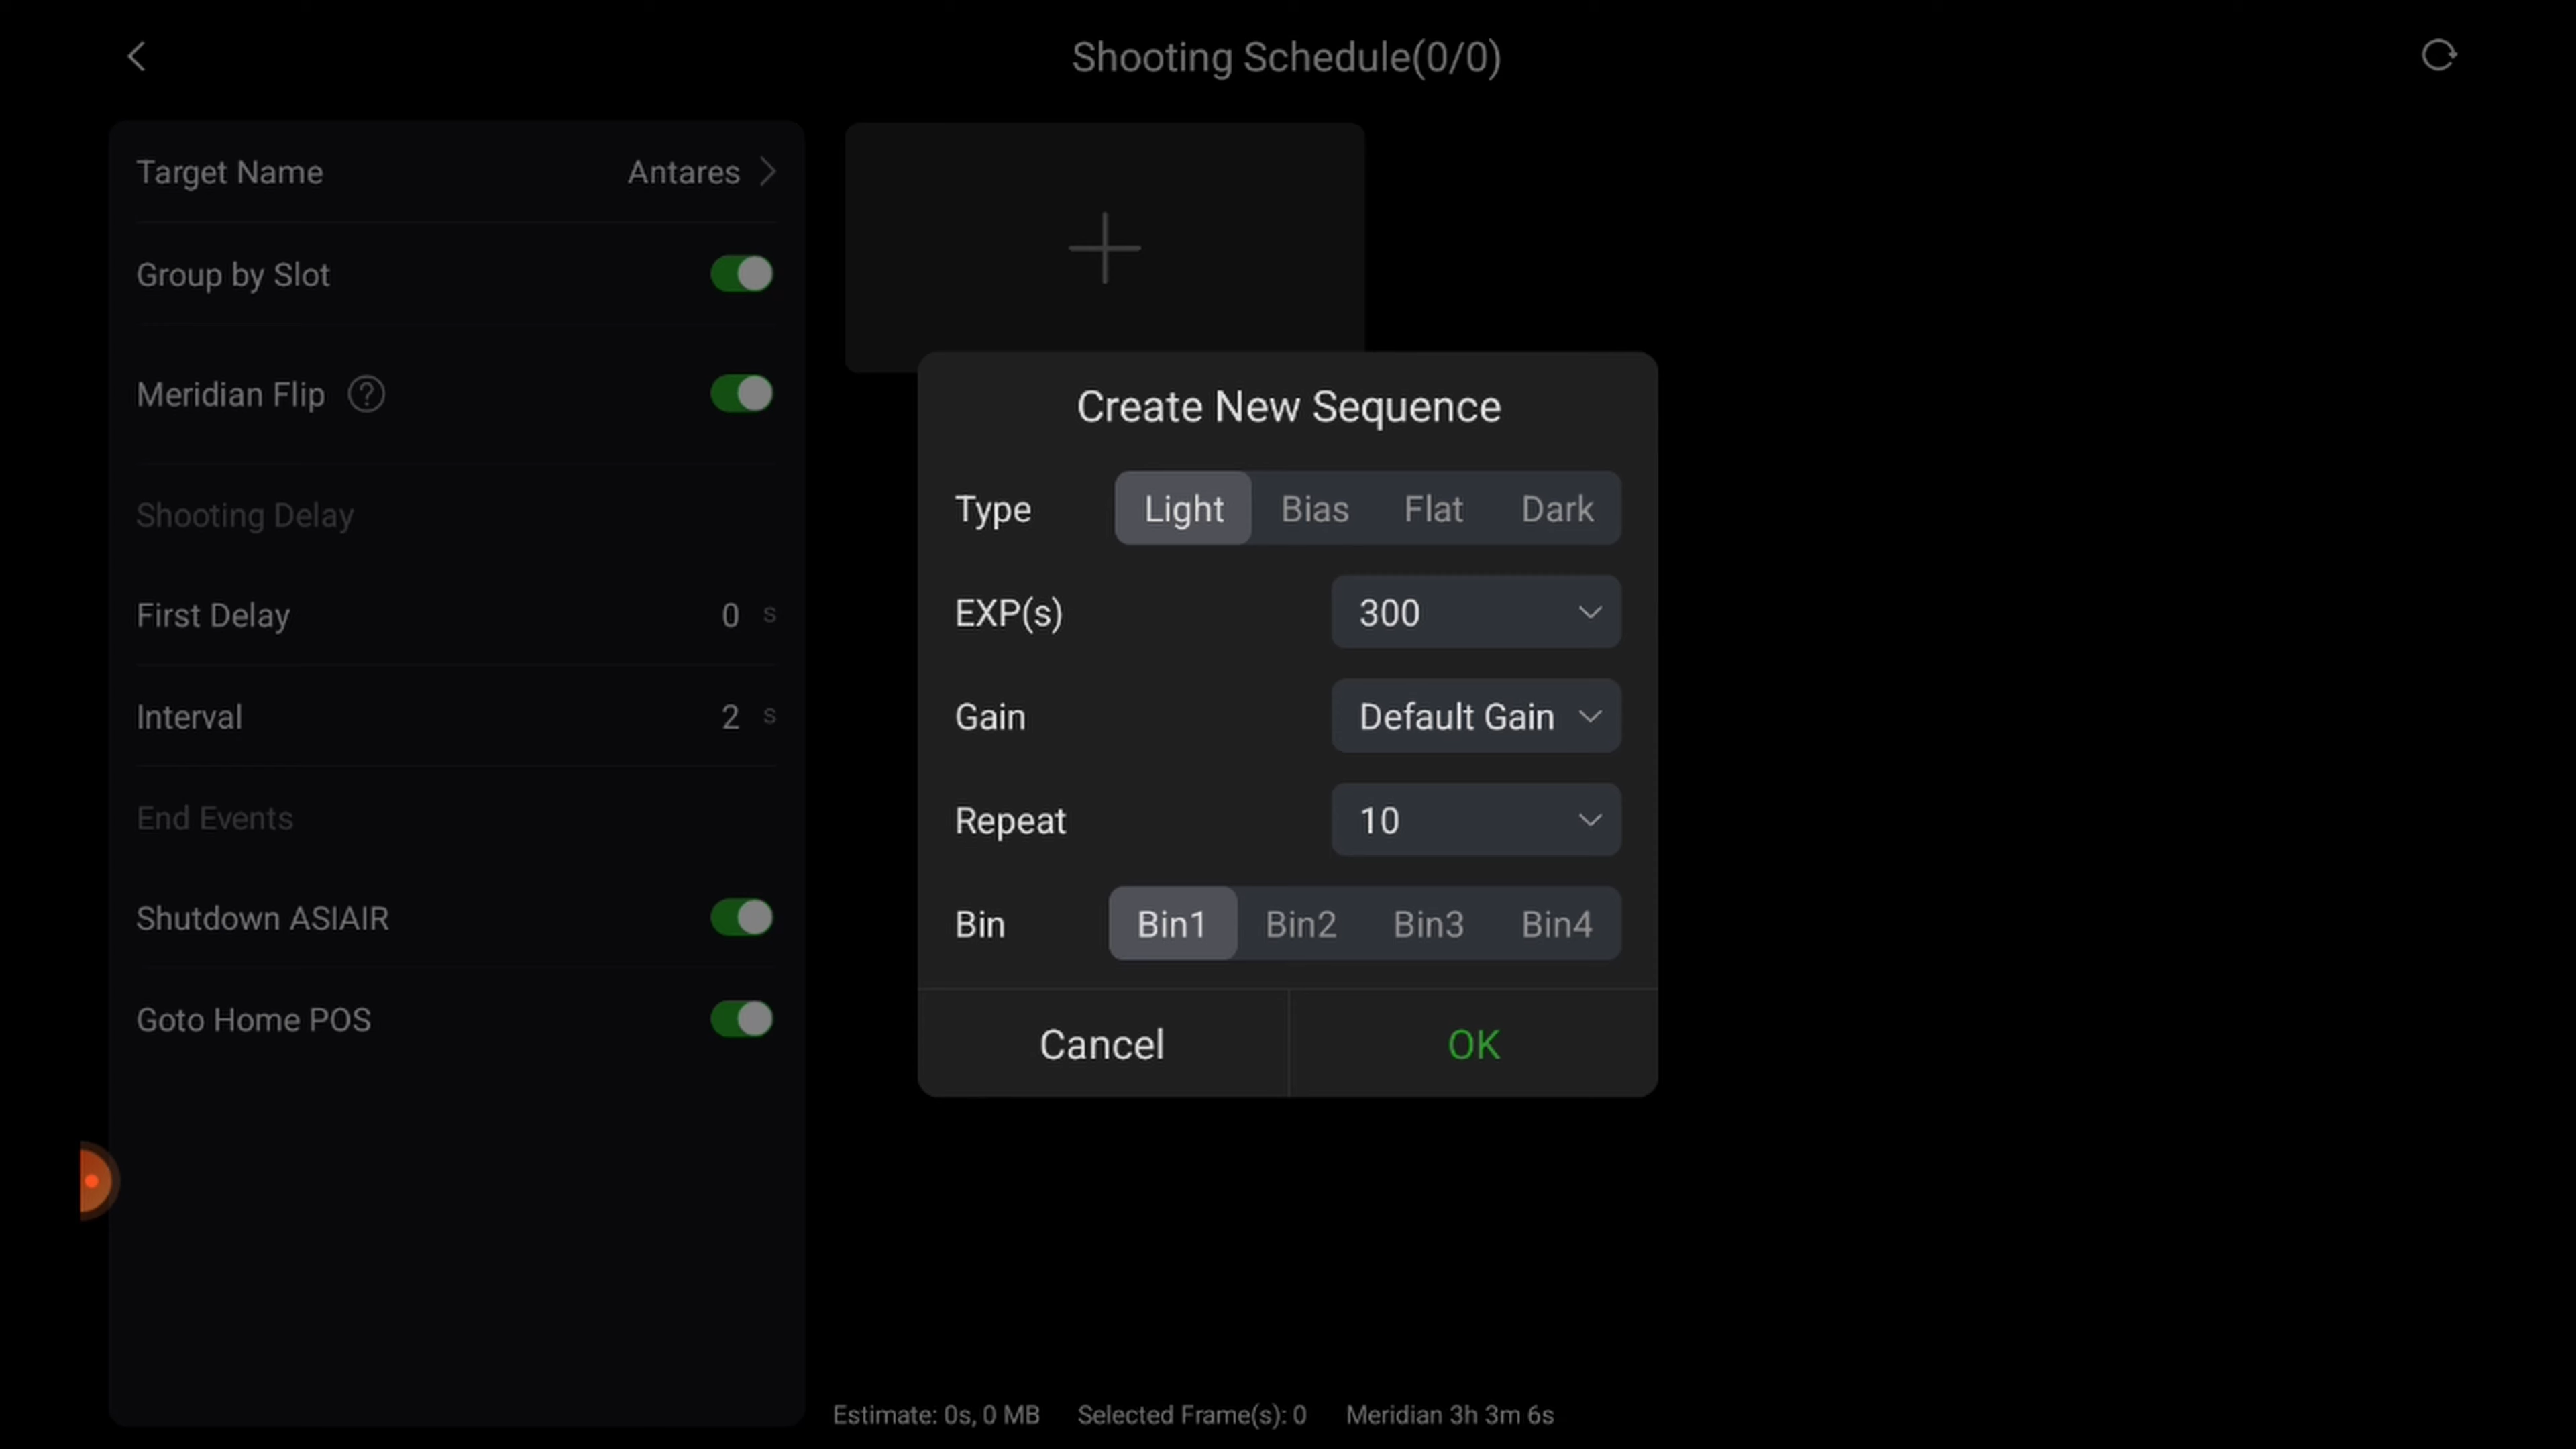 Shooting Schedule(0/0)
Target Name Antares
Group by Slot
Meridian Flip ?
Shooting Delay
First Delay 0 s
Interval 2 s
End Events
Shutdown ASIAIR
Goto Home POS
Create New Sequence
Type Light Bias Flat Dark
EXP(s) 300
Gain Default Gain
Repeat 10
Bin Bin1 Bin2 Bin3 Bin4
Cancel OK
Estimate: 0s, 0 MB Selected Frame(s): 0 Meridian 3h 3m 6s